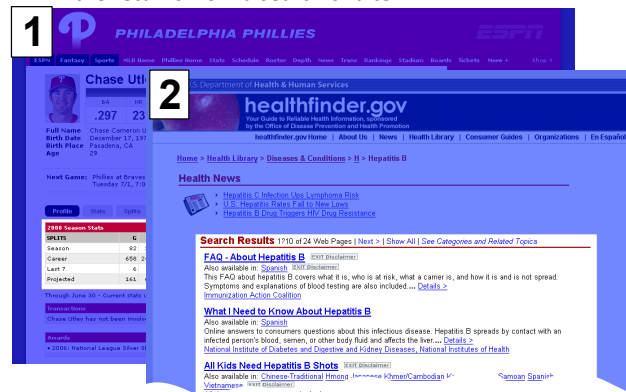 1
PHILADELPHIA PHILLIES
ESPN
ESPN Fantasy Sports MLB Home Phillies Home Stats Schedule Roster Depth News Trans Rankings Stadium Boards Tickets More + Shop >
Chase Utl
BA HR
.297 23
Full Name Chase Cameron U
Birth Date December 17, 197
Birth Place Pasadena, CA
Age 29
Next Game: Phillies at Braves
Tuesday 7/1, 7:0
Profile Stats Splits
2008 Season Stats
SPLITS G
Season 82
Career 658
Last 7 6
Projected 161
Through June 30 - Current stats u
Transactions
Chase Utley has not been involv
Awards
• 2006: National League Silver Sl
2
U.S. Department of Health & Human Services
healthfinder.gov
Your Guide to Reliable Health Information, sponsored
by the Office of Disease Prevention and Health Promotion
healthfinder.gov Home | About Us | News | Health Library | Consumer Guides | Organizations | En Español
Home > Health Library > Diseases & Conditions > H > Hepatitis B
Health News
› Hepatitis C Infection Ups Lymphoma Risk
› U.S. Hepatitis Rates Fall to New Lows
› Hepatitis B Drug Triggers HIV Drug Resistance
Search Results 1?10 of 24 Web Pages | Next > | Show All | See Categories and Related Topics
FAQ - About Hepatitis B EXIT Disclaimer
Also available in: Spanish EXIT Disclaimer
This FAQ about hepatitis B covers what it is, who is at risk, what a carrier is, and how it is and is not spread.
Symptoms and explanations of blood testing are also included.... Details >
Immunization Action Coalition
What I Need to Know About Hepatitis B
Also available in: Spanish
Online answers to consumers questions about this infectious disease. Hepatitis B spreads by contact with an
infected person's blood, semen, or other body fluid and affects the liver.... Details >
National Institute of Diabetes and Digestive and Kidney Diseases, National Institutes of Health
All Kids Need Hepatitis B Shots EXIT Disclaimer
Also available in: Chinese-Traditional Hmong Japanese Khmer/Cambodian Samoan Spanish
Vietnamese EXIT Disclaimer